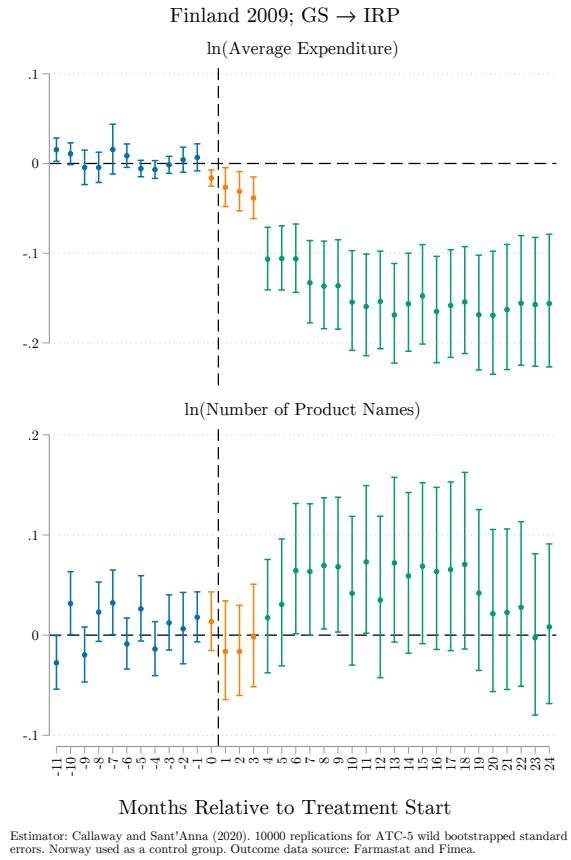 Finland 2009; GS → IRP
ln(Average Expenditure)
.1
0
-.1
-.2
ln(Number of Product Names)
.2
.1
0
-.1
-11 -10 -9 -8 -7 -6 -5 -4 -3 -2 -1 0 1 2 3 4 5 6 7 8 9 10 11 12 13 14 15 16 17 18 19 20 21 22 23 24
Months Relative to Treatment Start
Estimator: Callaway and Sant'Anna (2020). 10000 replications for ATC-5 wild bootstrapped standard
errors. Norway used as a control group. Outcome data source: Farmastat and Fimea.